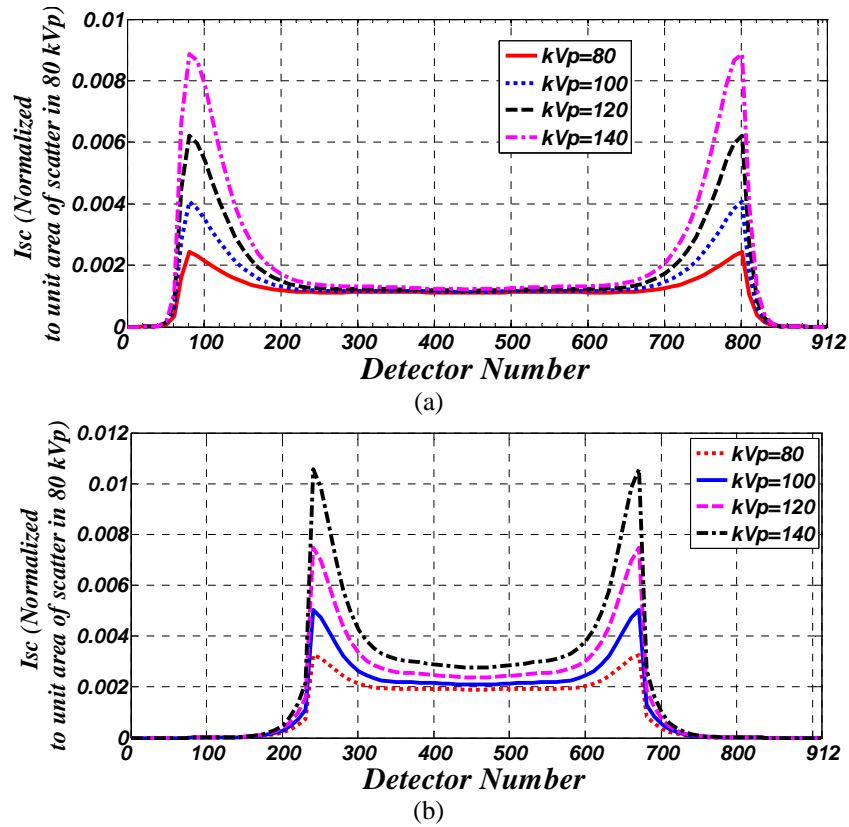 0.01
0.008
0.006
0.004
0.002
0
Isc (Normalized
to unit area of scatter in 80 kVp)
kVp=80
kVp=100
kVp=120
kVp=140
0 100 200 300 400 500 600 700 800 912
Detector Number
(a)
0.012
0.01
0.008
0.006
0.004
0.002
0
Isc (Normalized
to unit area of scatter in 80 kVp)
kVp=80
kVp=100
kVp=120
kVp=140
0 100 200 300 400 500 600 700 800 912
Detector Number
(b)